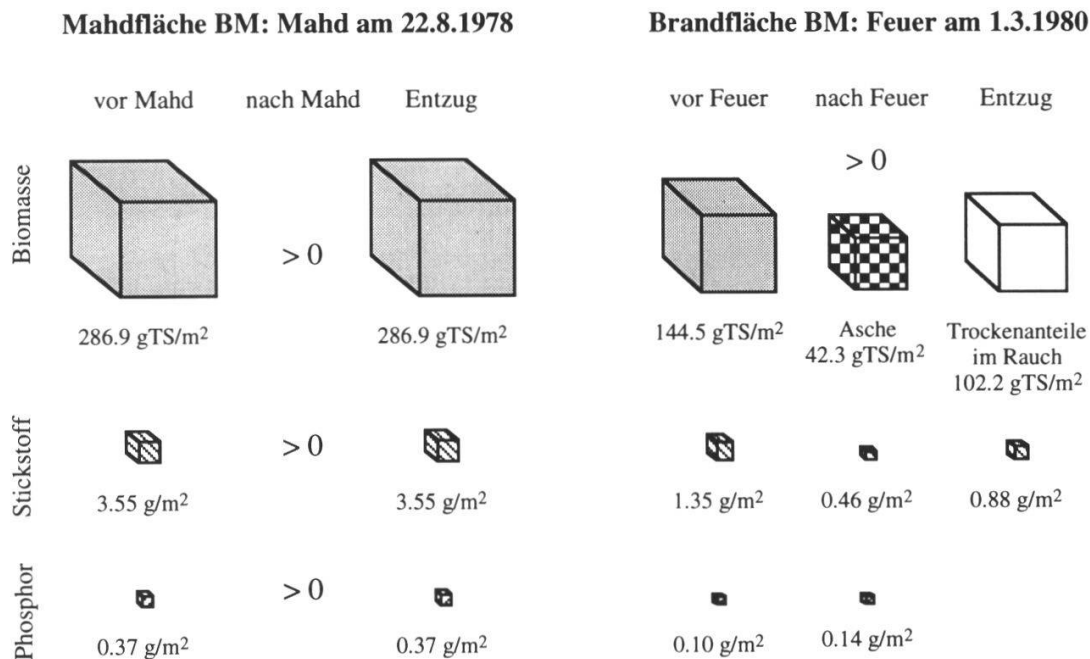 Mahdfläche BM: Mahd am 22.8.1978
Brandfläche BM: Feuer am 1.3.1980
vor Mahd nach Mahd Entzug
vor Feuer nach Feuer Entzug
Biomasse
> 0
> 0
286.9 gTS/m²
286.9 gTS/m²
144.5 gTS/m²
Asche
42.3 gTS/m²
Trockenanteile
im Rauch
102.2 gTS/m²
Stickstoff
> 0
3.55 g/m²
3.55 g/m²
1.35 g/m²
0.46 g/m²
0.88 g/m²
Phosphor
> 0
0.37 g/m²
0.37 g/m²
0.10 g/m²
0.14 g/m²